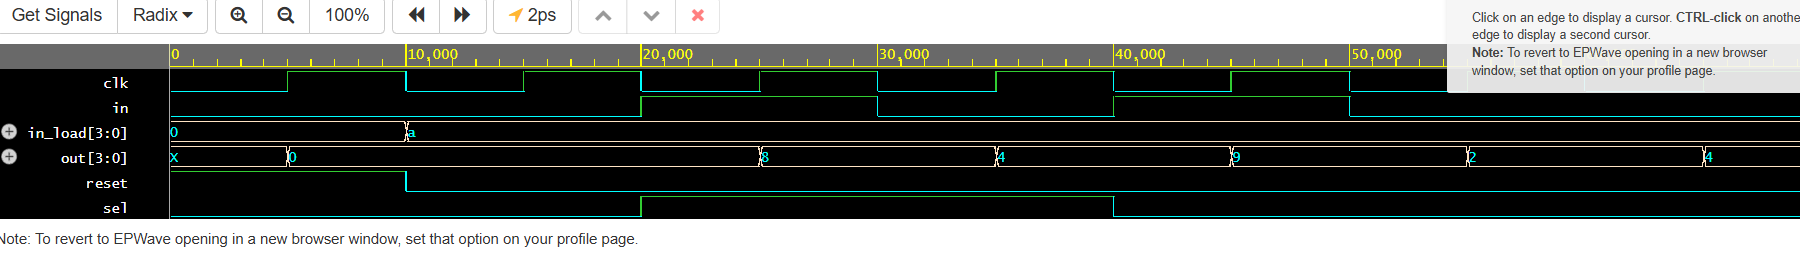 Get Signals Radix 100% 2ps
Click on an edge to display a cursor. CTRL-click on anothe
edge to display a second cursor.
Note: To revert to EPWave opening in a new browser
window, set that option on your profile page.
0 10,000 20,000 30,000 40,000 50,000
clk
in
in_load[3:0] 0 a
out[3:0] X 0 8 4 9 2 4
reset
sel
Note: To revert to EPWave opening in a new browser window, set that option on your profile page.